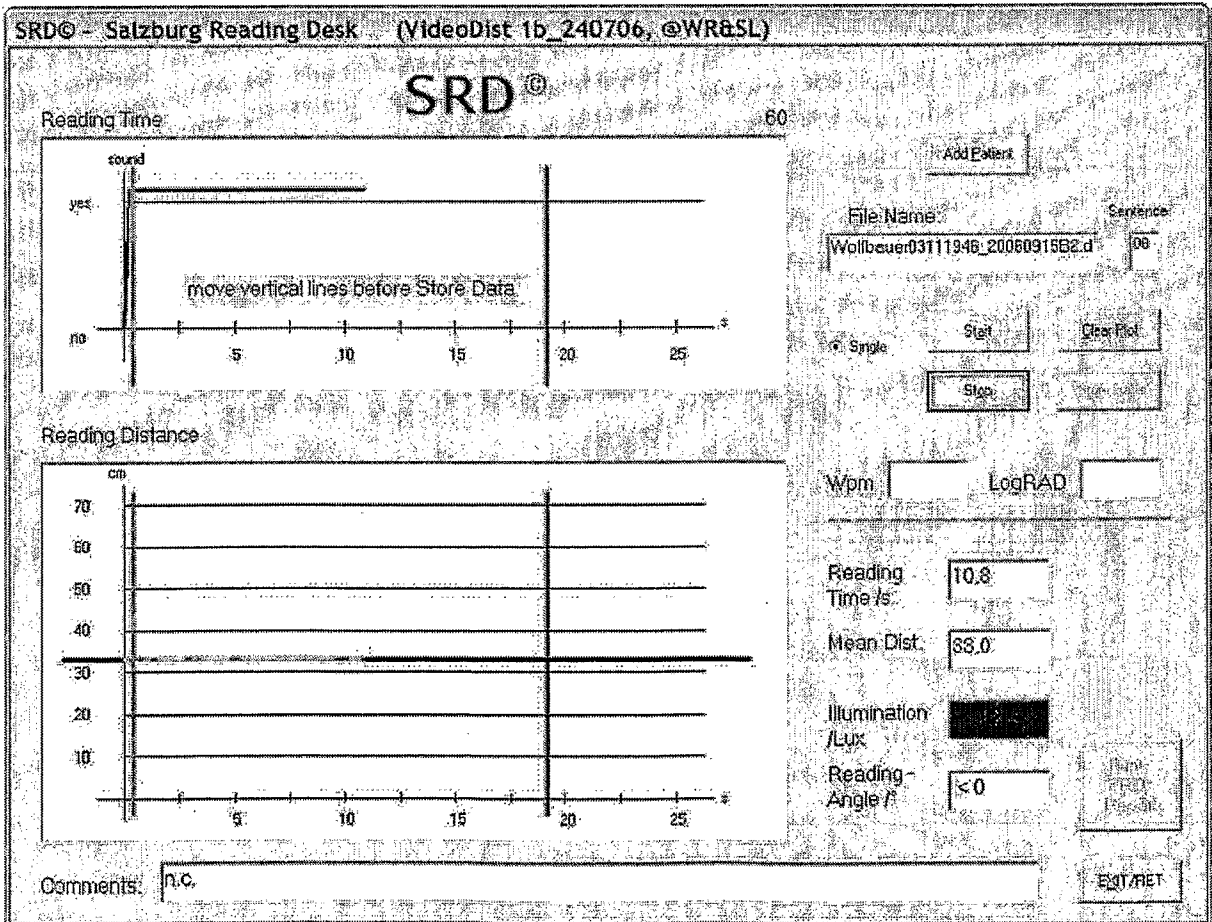 SRD© - Salzburg Reading Desk (VideoDist 1b_240706, @WR&SL)
SRD©
Reading Time
60
sound
yes
move vertical lines before Store Data
no
5 10 15 20 25 s
Reading Distance
cm
70
60
50
40
30
20
10
5 10 15 20 25 s
Add Patient
File Name: Sentence
Wolfbauer03111946_20060915B2.d 06
Single Start Clear Plot
Stop
Wpm LogRAD
Reading Time /s 10,8
Mean Dist. 33,0
Illumination /Lux
Reading-Angle /° <0
Comments: n.c.
EXIT/RET